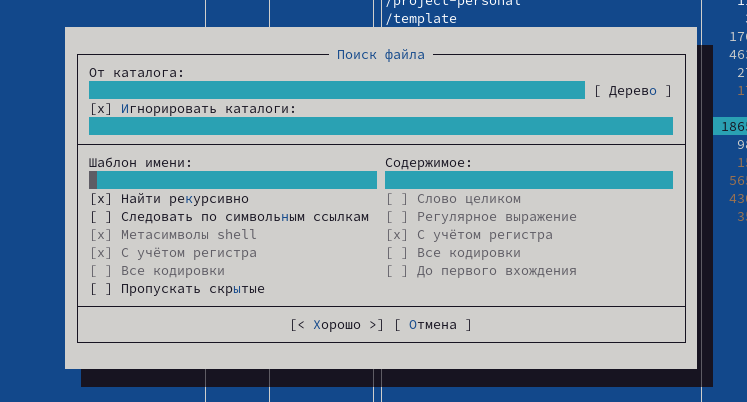 /project-personal
/template
Поиск файла
От каталога:
[ Дерево ]
[x] Игнорировать каталоги:
Шаблон имени: Содержимое:
[x] Найти рекурсивно [ ] Слово целиком
[ ] Следовать по символьным ссылкам [ ] Регулярное выражение
[x] Метасимволы shell [x] С учётом регистра
[x] С учётом регистра [ ] Все кодировки
[ ] Все кодировки [ ] До первого вхождения
[ ] Пропускать скрытые
[< Хорошо >] [ Отмена ]